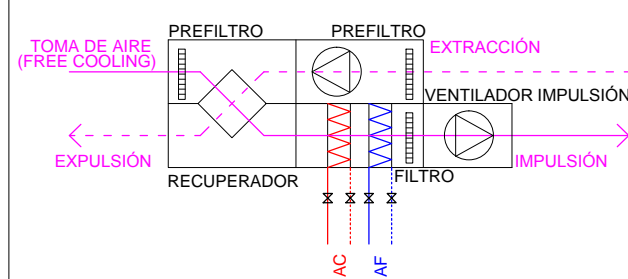 PREFILTRO
PREFILTRO
TOMA DE AIRE
(FREE COOLING)
EXTRACCIÓN
VENTILADOR IMPULSIÓN
EXPULSIÓN
IMPULSIÓN
RECUPERADOR
FILTRO
AC
AF